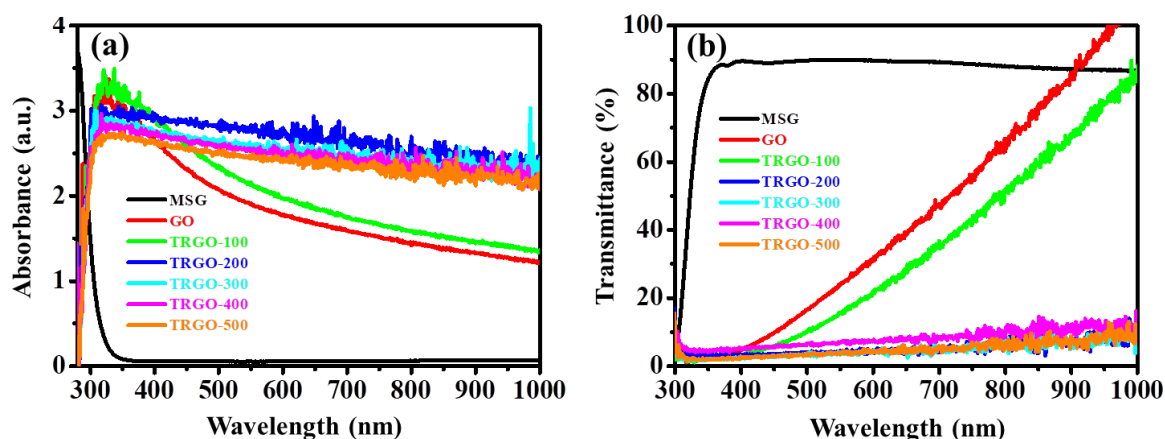 (a)
Absorbance (a.u.)
4
3
2
1
0
MSG
GO
TRGO-100
TRGO-200
TRGO-300
TRGO-400
TRGO-500
300 400 500 600 700 800 900 1000
Wavelength (nm)
(b)
Transmittance (%)
100
80
60
40
20
0
MSG
GO
TRGO-100
TRGO-200
TRGO-300
TRGO-400
TRGO-500
300 400 500 600 700 800 900 1000
Wavelength (nm)